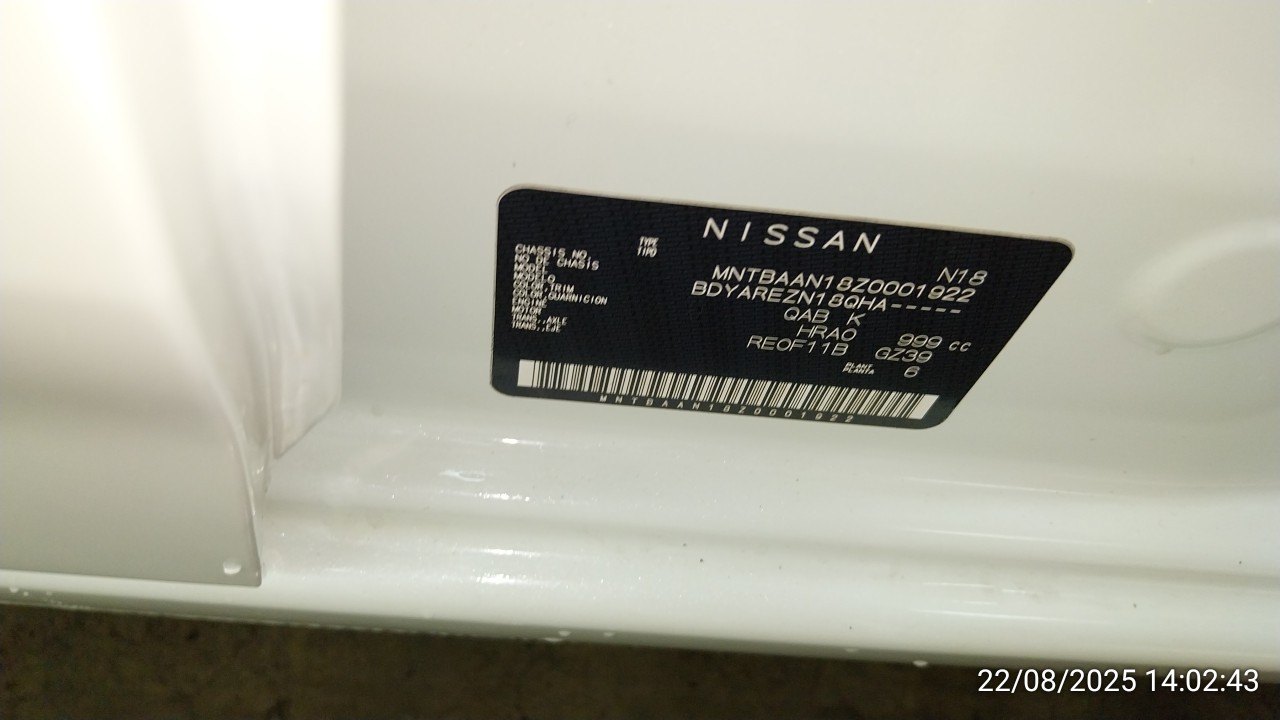 NISSAN
TYPE
TIPO
N18
CHASSIS NO.
NO DE CHASIS
MNTBAAN18Z0001922
MODEL
MODELO
BDYAREZN18QHA-----
COLOR,TRIM
COLOR,GUARNICION
QAB K
ENGINE
MOTOR
HRA0 999 cc
TRANS.,AXLE
TRANS.,EJE
RE0F11B GZ39
PLANT
PLANTA
6
MNTBAAN18Z0001922
22/08/2025 14:02:43